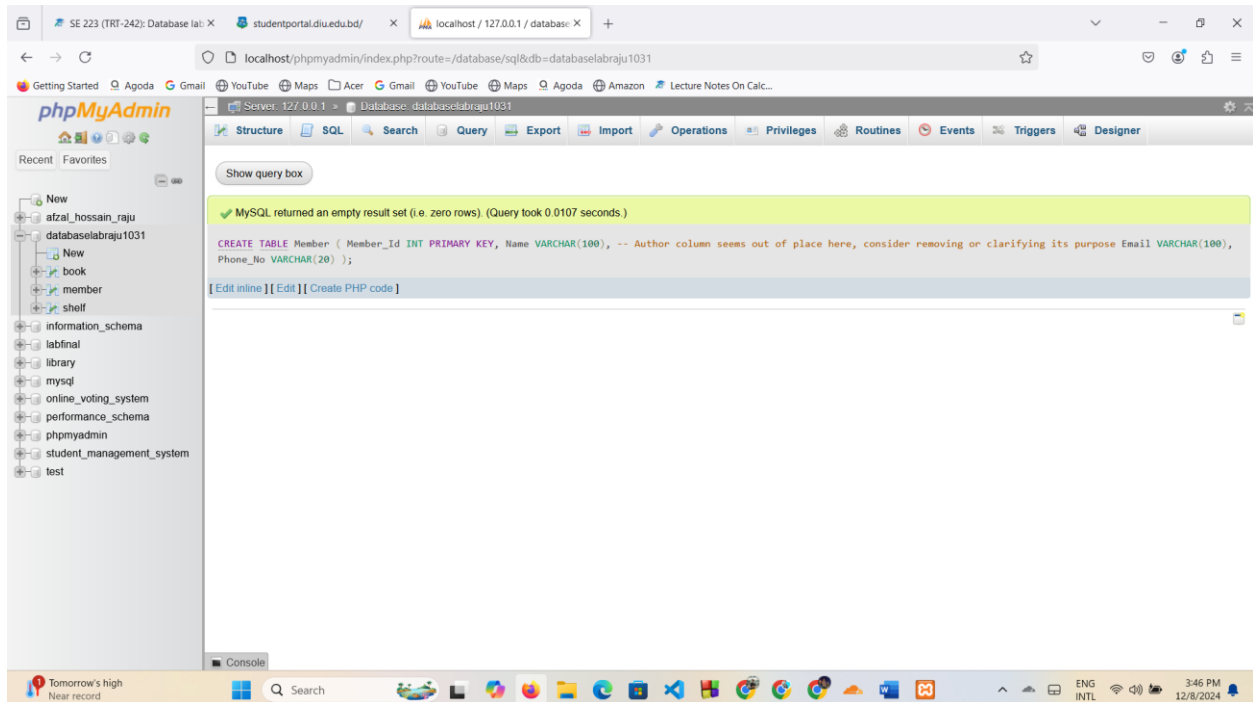 SE 223 (TRT-242): Database lab
studentportal.diu.edu.bd/
localhost / 127.0.0.1 / database
localhost/phpmyadmin/index.php?route=/database/sql&db=databaselabraju1031
Getting Started Agoda Gmail YouTube Maps Acer Gmail YouTube Maps Agoda Amazon Lecture Notes On Calc...
phpMyAdmin
Recent Favorites
New
afzal_hossain_raju
databaselabraju1031
New
book
member
shelf
information_schema
labfinal
library
mysql
online_voting_system
performance_schema
phpmyadmin
student_management_system
test
Server: 127.0.0.1 » Database: databaselabraju1031
Structure SQL Search Query Export Import Operations Privileges Routines Events Triggers Designer
Show query box
MySQL returned an empty result set (i.e. zero rows). (Query took 0.0107 seconds.)
CREATE TABLE Member ( Member_Id INT PRIMARY KEY, Name VARCHAR(100), -- Author column seems out of place here, consider removing or clarifying its purpose Email VARCHAR(100),
Phone_No VARCHAR(20) );
[ Edit inline ] [ Edit ] [ Create PHP code ]
Console
1
Tomorrow's high
Near record
Search
ENG
INTL
3:46 PM
12/8/2024